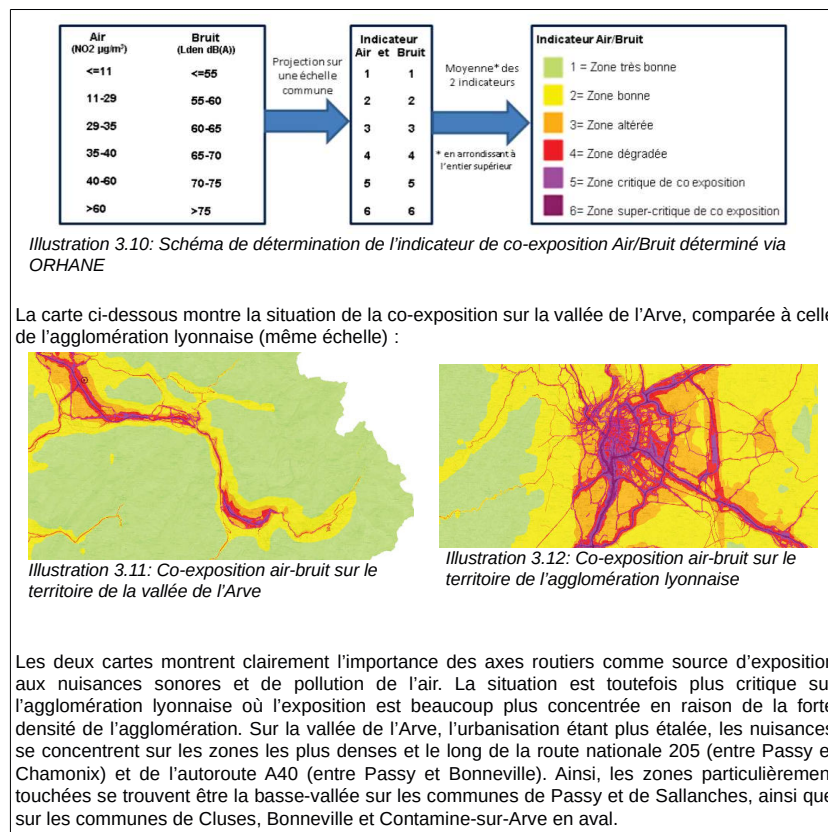 Air
(NO2 µg/m²)
Bruit
(Lden dB(A))
<=11 <=55
11-29 55-60
29-35 60-65
35-40 65-70
40-60 70-75
>60 >75
Projection sur
une échelle
commune
Indicateur
Air et Bruit
1 1
2 2
3 3
4 4
5 5
6 6
Moyenne* des
2 indicateurs
* en arrondissant à
l'entier supérieur
Indicateur Air/Bruit
1 = Zone très bonne
2= Zone bonne
3= Zone altérée
4= Zone dégradée
5= Zone critique de co exposition
6= Zone super-critique de co exposition
Illustration 3.10: Schéma de détermination de l'indicateur de co-exposition Air/Bruit déterminé via
ORHANE
La carte ci-dessous montre la situation de la co-exposition sur la vallée de l'Arve, comparée à celle
de l'agglomération lyonnaise (même échelle) :
Illustration 3.11: Co-exposition air-bruit sur le
territoire de la vallée de l'Arve
Illustration 3.12: Co-exposition air-bruit sur le
territoire de l'agglomération lyonnaise
Les deux cartes montrent clairement l'importance des axes routiers comme source d'exposition
aux nuisances sonores et de pollution de l'air. La situation est toutefois plus critique su
l'agglomération lyonnaise où l'exposition est beaucoup plus concentrée en raison de la forte
densité de l'agglomération. Sur la vallée de l'Arve, l'urbanisation étant plus étalée, les nuisances
se concentrent sur les zones les plus denses et le long de la route nationale 205 (entre Passy e
Chamonix) et de l'autoroute A40 (entre Passy et Bonneville). Ainsi, les zones particulièremen
touchées se trouvent être la basse-vallée sur les communes de Passy et de Sallanches, ainsi que
sur les communes de Cluses, Bonneville et Contamine-sur-Arve en aval.